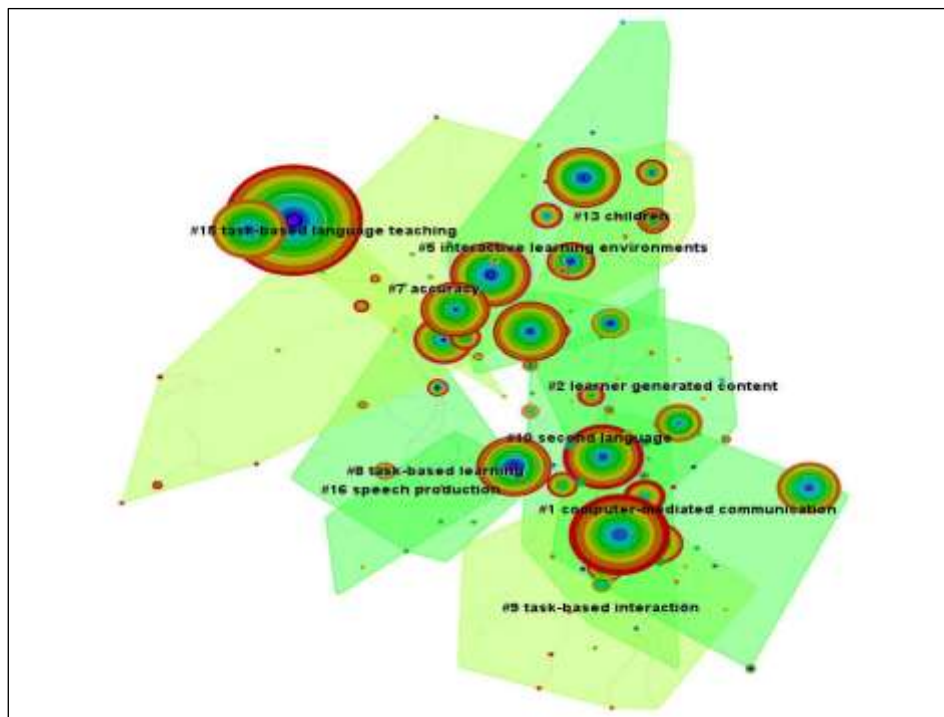 #13 children
#15 task-based language teaching
#5 interactive learning environments
#7 accuracy
#2 learner generated content
#10 second language
#8 task-based learning
#16 speech production
#1 computer-mediated communication
#9 task-based interaction